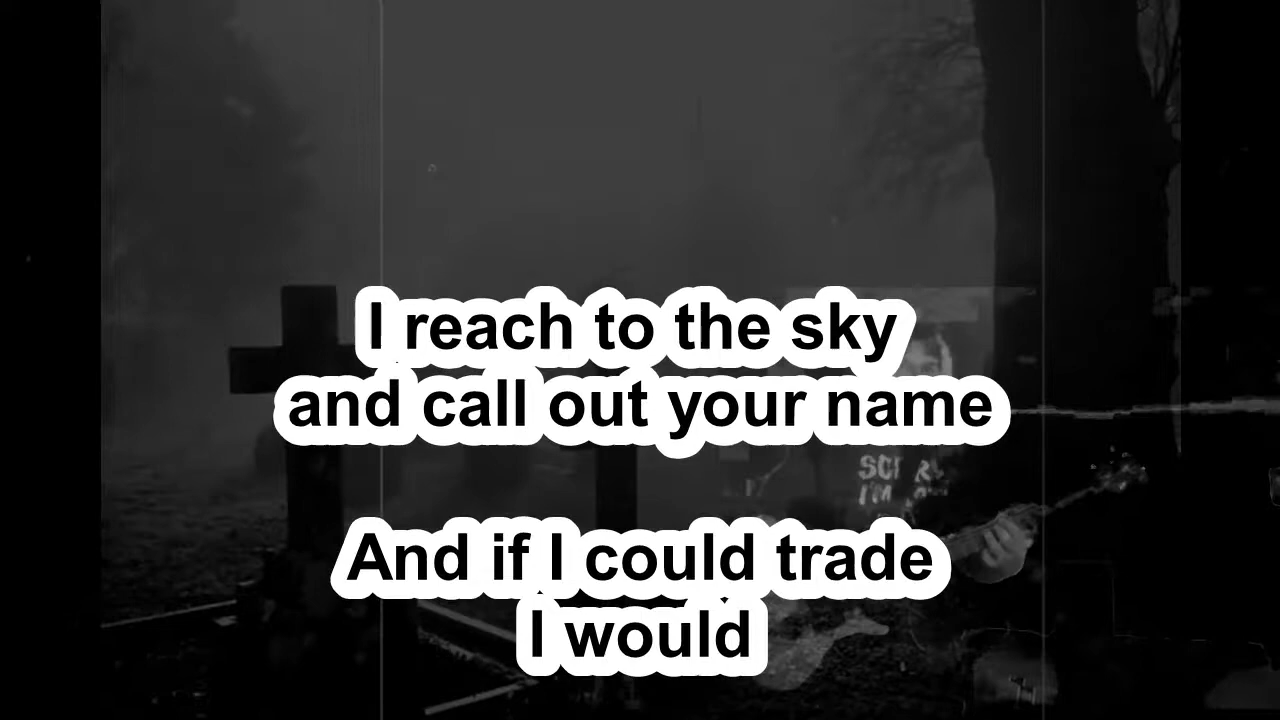 I reach to the sky
and call out your name
And if I could trade
I would
I'M